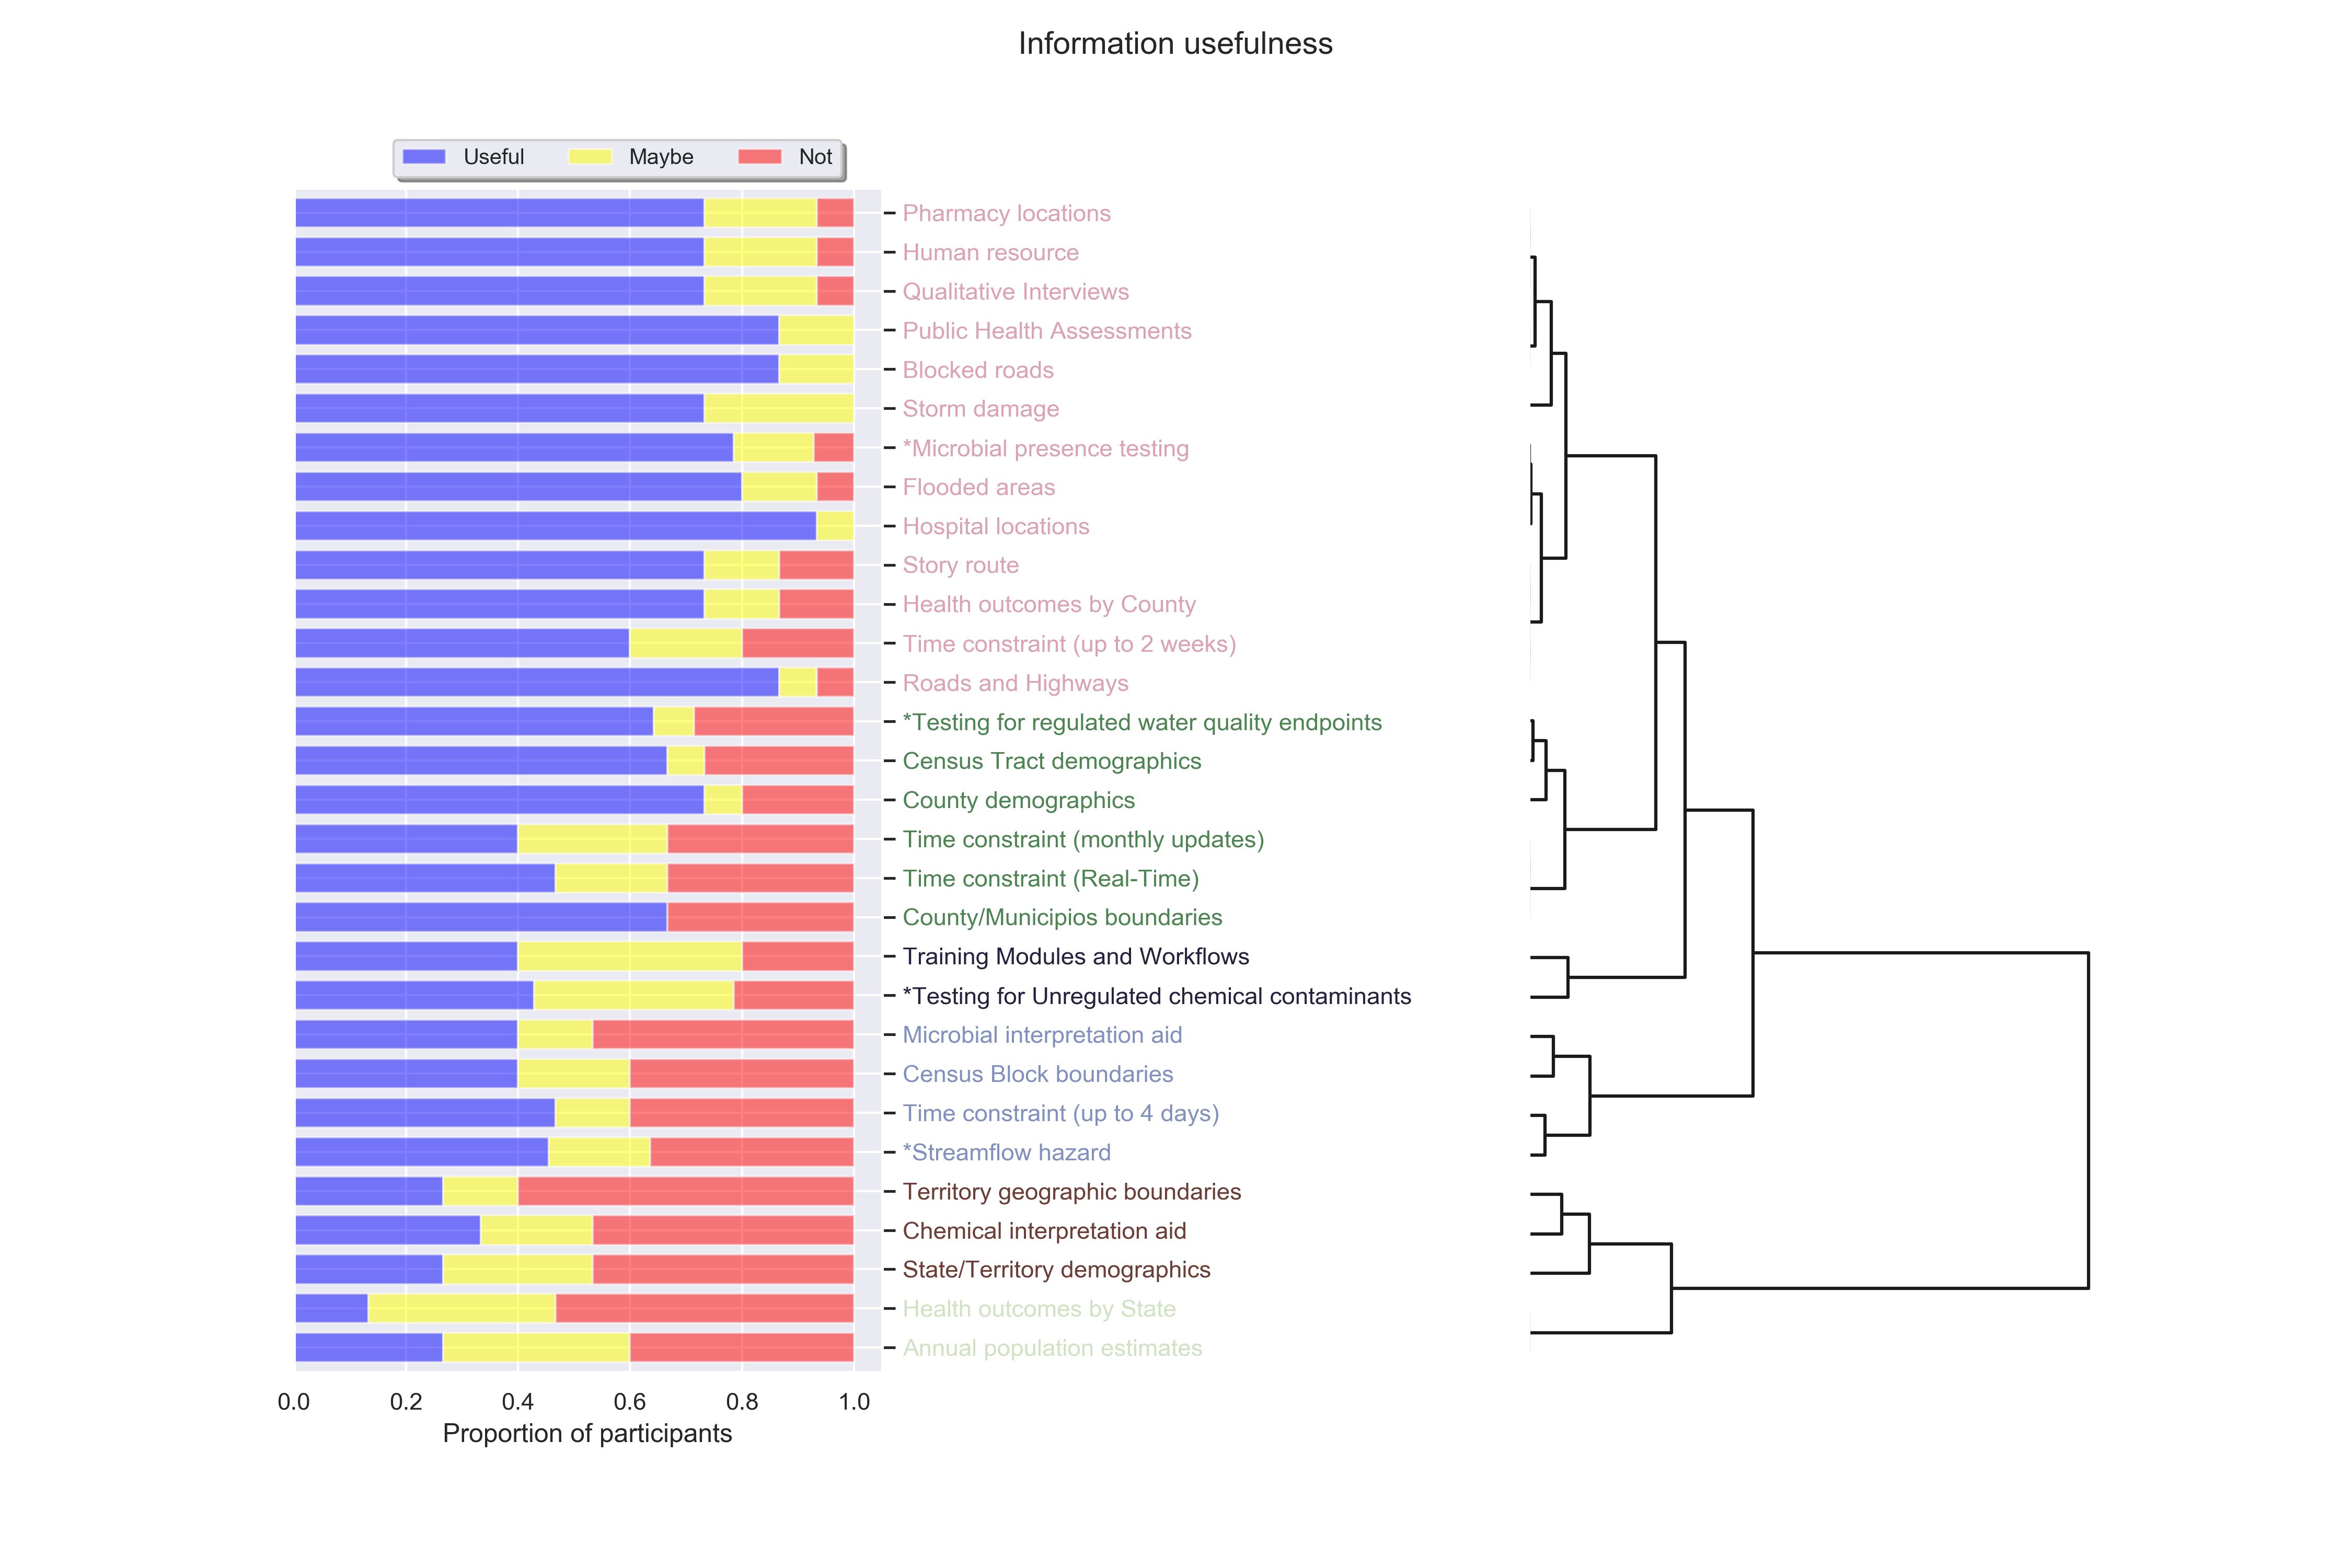 Information usefulness
Useful Maybe Not
Pharmacy locations
Human resource
Qualitative Interviews
Public Health Assessments
Blocked roads
Storm damage
*Microbial presence testing
Flooded areas
Hospital locations
Story route
Health outcomes by County
Time constraint (up to 2 weeks)
Roads and Highways
*Testing for regulated water quality endpoints
Census Tract demographics
County demographics
Time constraint (monthly updates)
Time constraint (Real-Time)
County/Municipios boundaries
Training Modules and Workflows
*Testing for Unregulated chemical contaminants
Microbial interpretation aid
Census Block boundaries
Time constraint (up to 4 days)
*Streamflow hazard
Territory geographic boundaries
Chemical interpretation aid
State/Territory demographics
Health outcomes by State
Annual population estimates
0.0 0.2 0.4 0.6 0.8 1.0
Proportion of participants